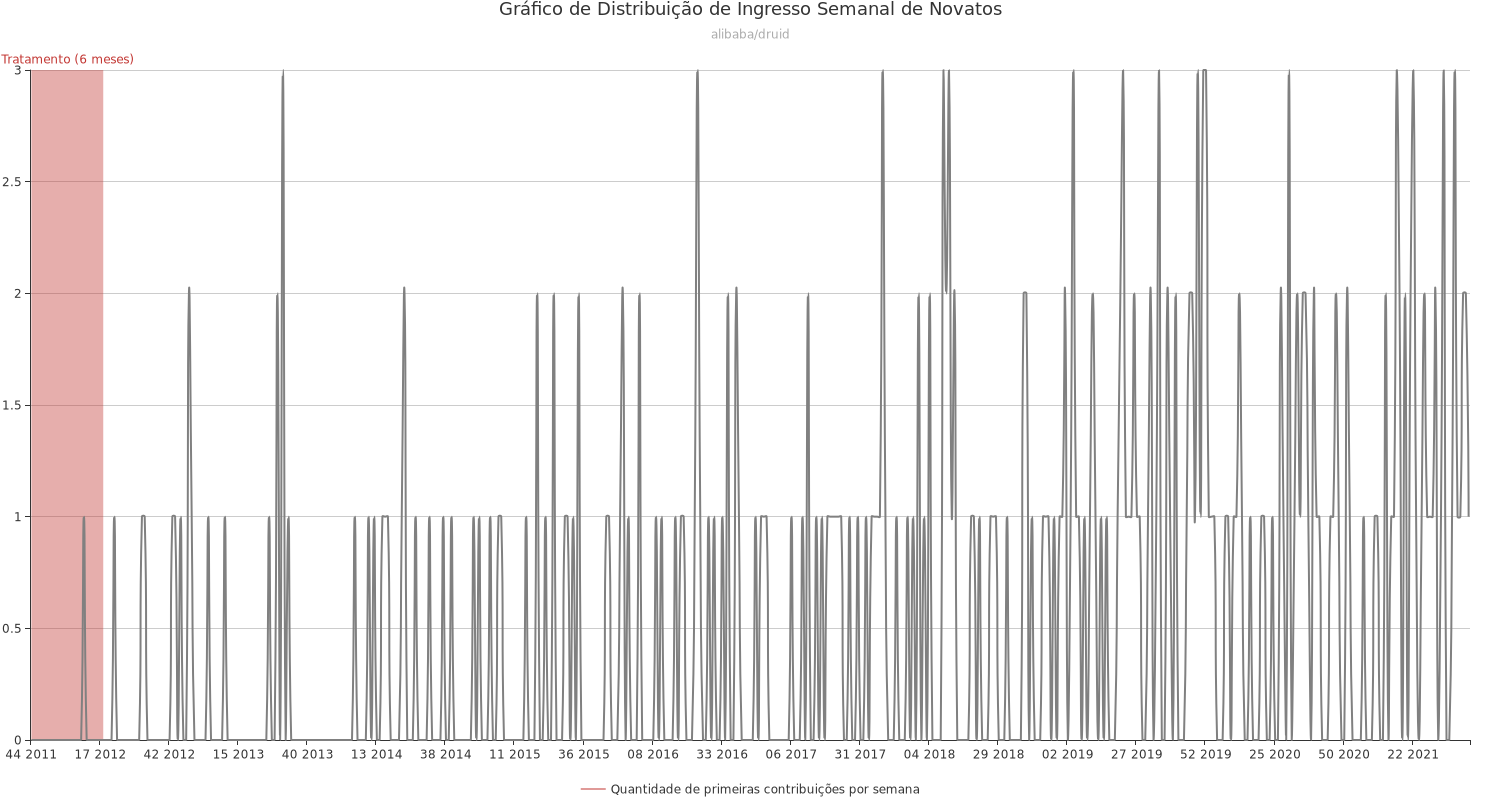 Gráfico de Distribuição de Ingresso Semanal de Novatos
alibaba/druid
Tratamento (6 meses)
3
2.5
2
1.5
1
0.5
0
44 2011 17 2012 42 2012 15 2013 40 2013 13 2014 38 2014 11 2015 36 2015 08 2016 33 2016 06 2017 31 2017 04 2018 29 2018 02 2019 27 2019 52 2019 25 2020 50 2020 22 2021
Quantidade de primeiras contribuições por semana